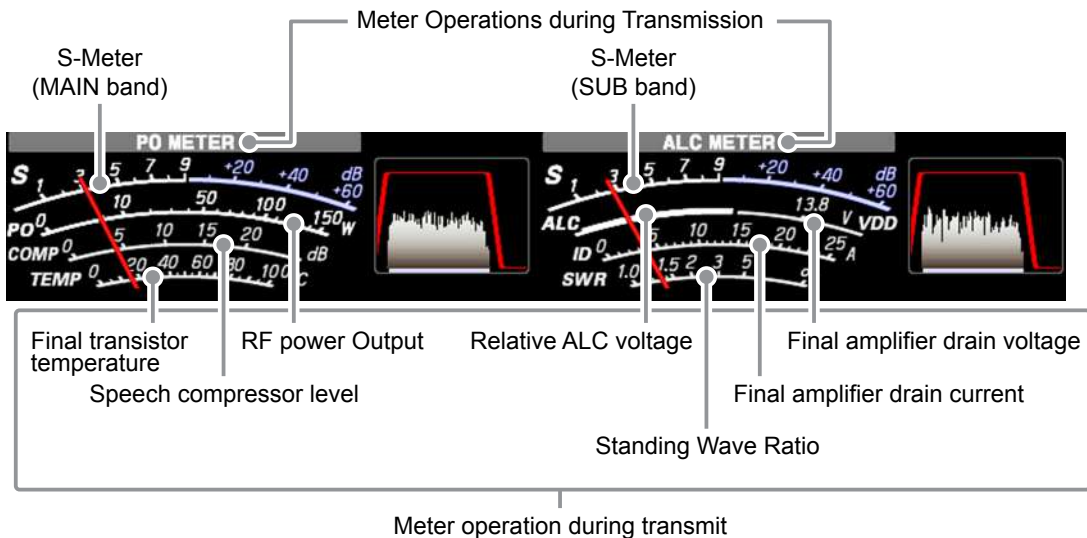 Meter Operations during Transmission
S-Meter
(MAIN band)
S-Meter
(SUB band)
PO METER
S 1 3 5 7 9 +20 +40 +60 dB
PO 0 10 50 100 150 W
COMP 0 5 10 15 20 dB
TEMP 0 20 40 60 80 100 C
ALC METER
S 1 3 5 7 9 +20 +40 +60 dB
ALC 13.8 V VDD
ID 0 5 10 15 20 25 A
SWR 1.0 1.5 2 3 5
Final transistor
temperature
RF power Output
Relative ALC voltage
Final amplifier drain voltage
Speech compressor level
Final amplifier drain current
Standing Wave Ratio
Meter operation during transmit